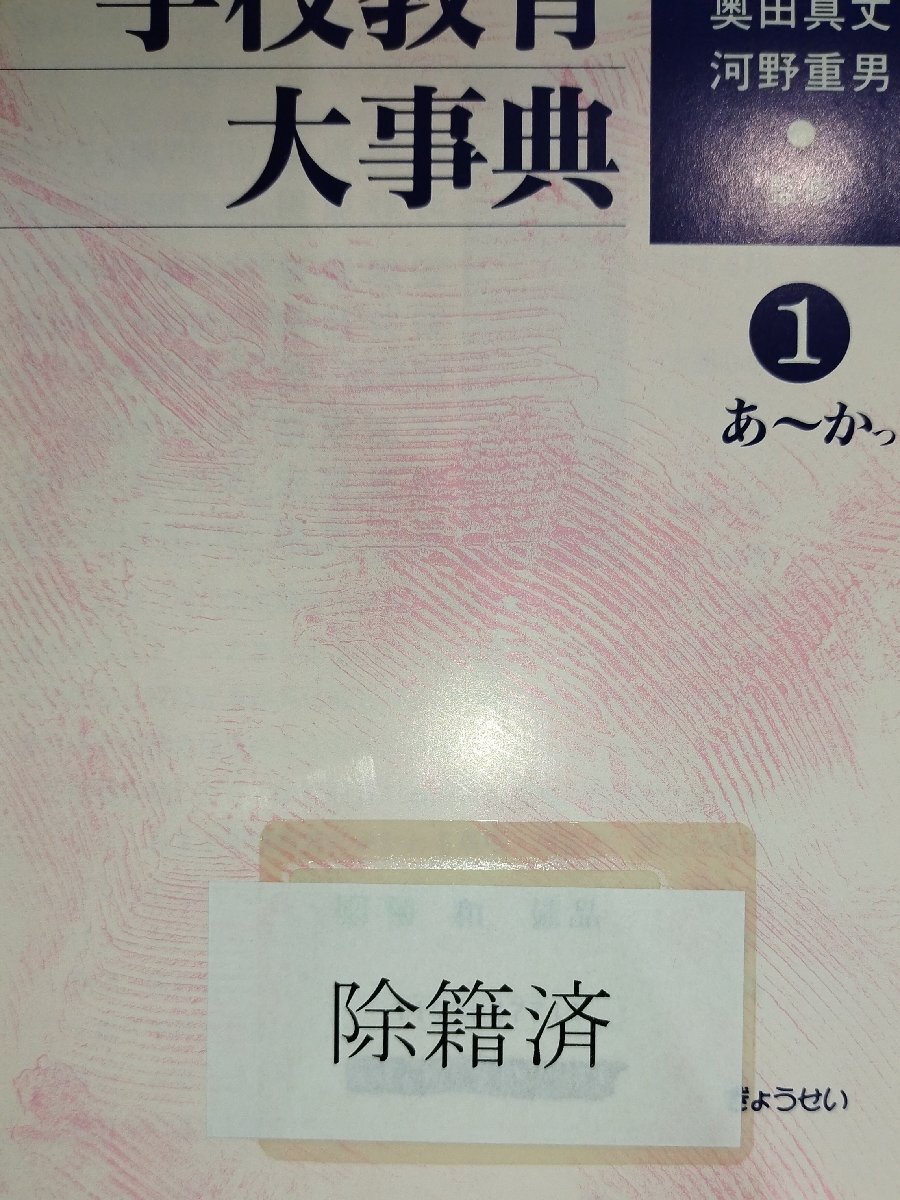 学校教育
大事典
奥田真丈
河野重男
1
あ～かっ
除籍済
ぎょうせい